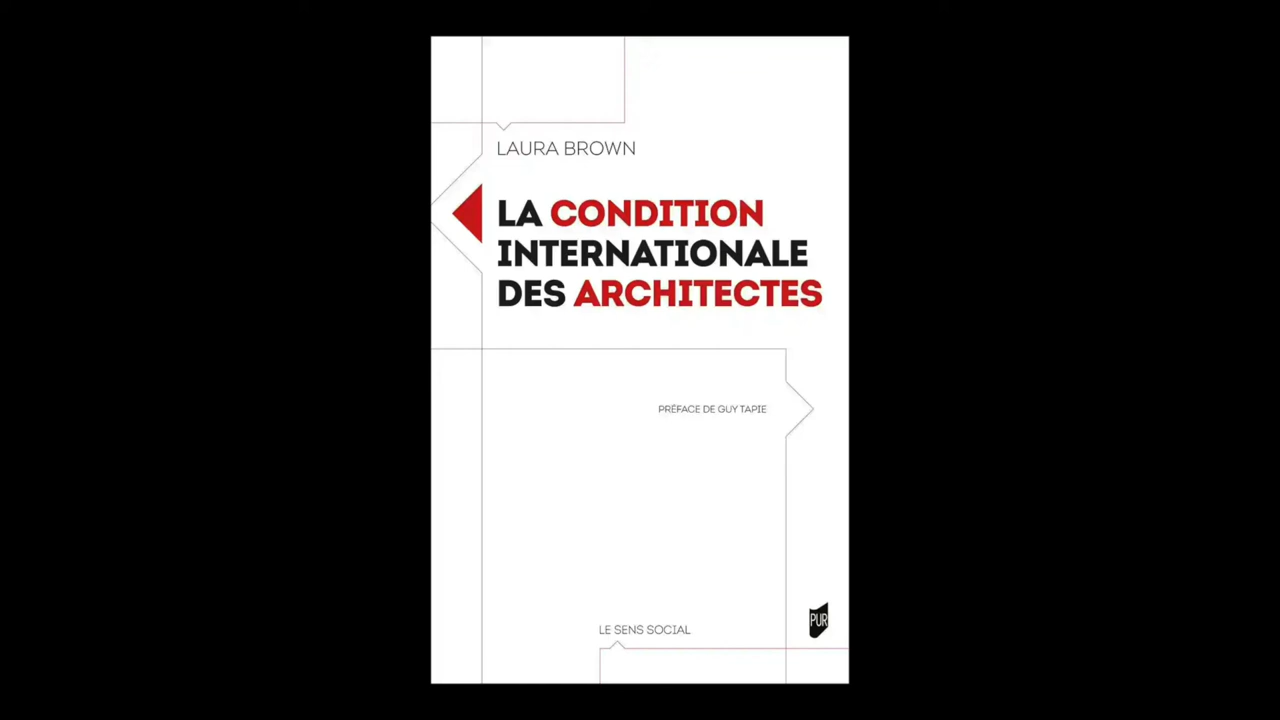 LAURA BROWN
LA CONDITION
INTERNATIONALE
DES ARCHITECTES
PRÉFACE DE GUY TAPIE
PUR
LE SENS SOCIAL